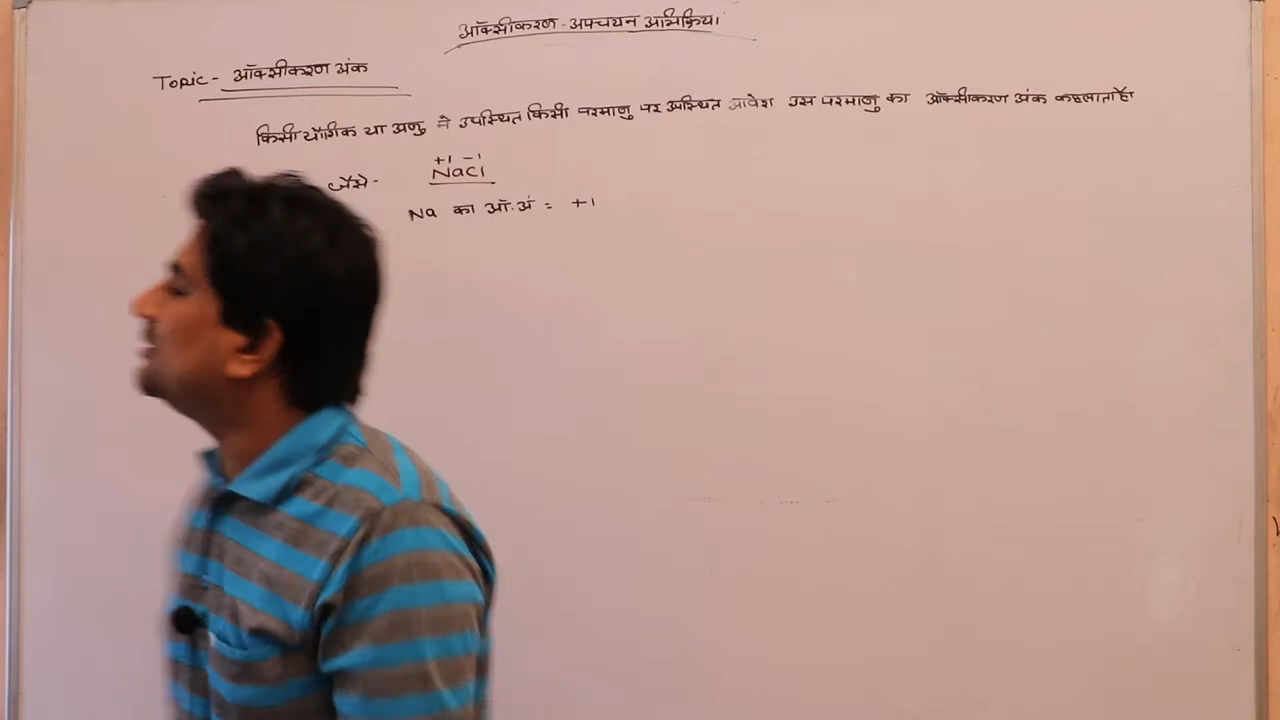 ऑक्सीकरण-अपचयन अभिक्रिया
Topic- ऑक्सीकरण अंक
किसी यौगिक या अणु मे उपस्थित किसी परमाणु पर उपस्थित आवेश उस परमाणु का ऑक्सीकरण अंक कहलाता है।
+1 -1
जैसे- NaCl
Na का ऑ.अं = +1